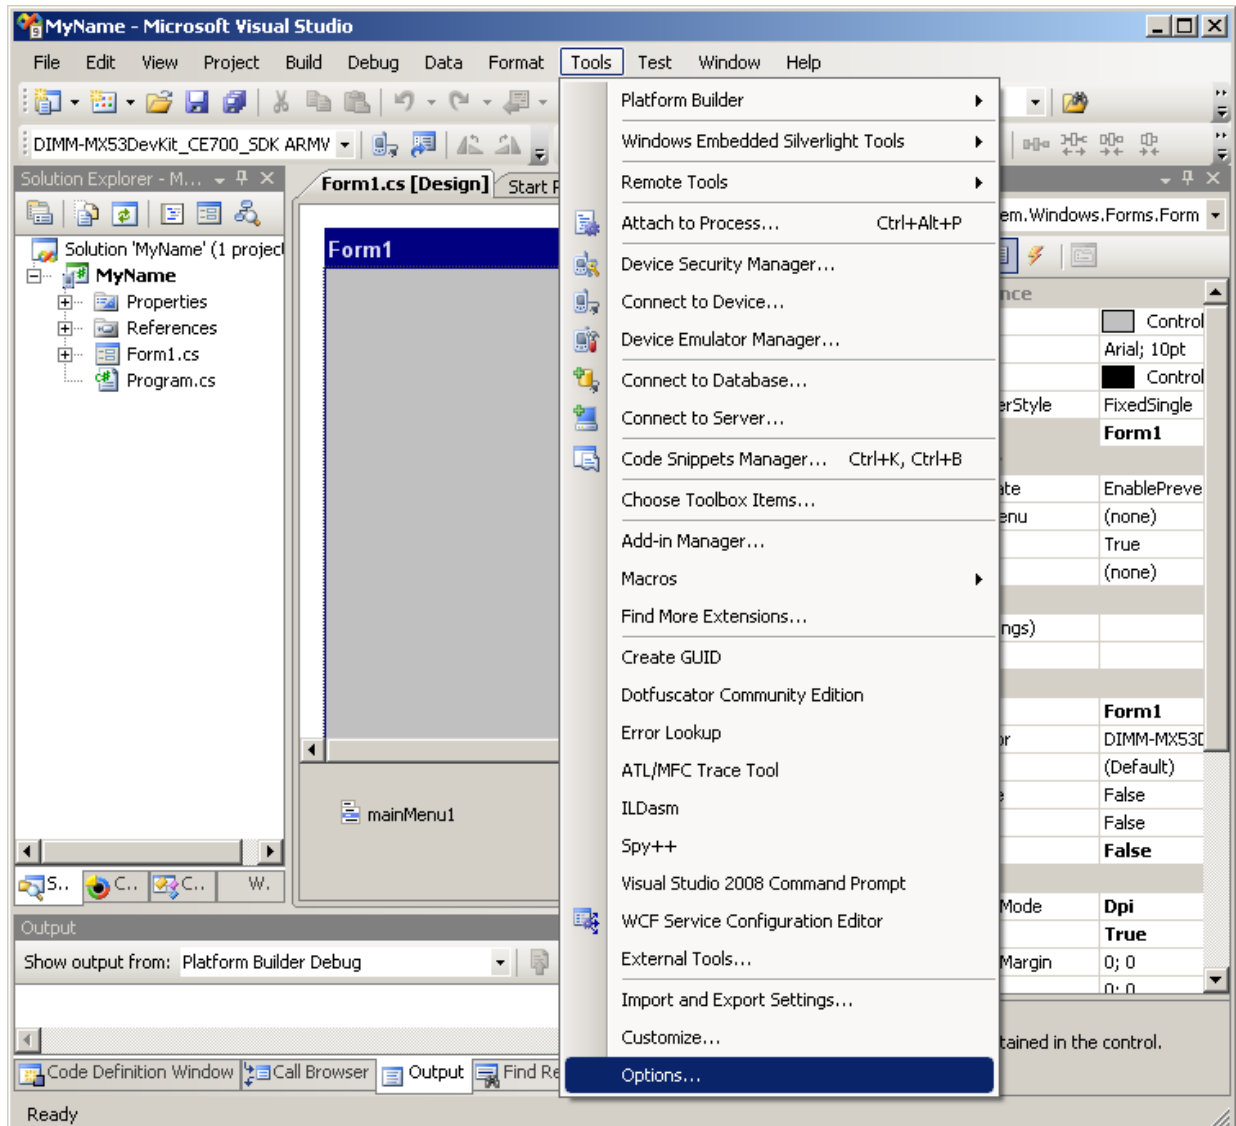 MyName - Microsoft Visual Studio
File Edit View Project Build Debug Data Format Tools Test Window Help
DIMM-MX53DevKit_CE700_SDK ARMV
Solution Explorer - M...
Solution 'MyName' (1 project
MyName
Properties
References
Form1.cs
Program.cs
S.. C.. C.. W.
Form1.cs [Design] Start
Form1
mainMenu1
Platform Builder
Windows Embedded Silverlight Tools
Remote Tools
Attach to Process... Ctrl+Alt+P
Device Security Manager...
Connect to Device...
Device Emulator Manager...
Connect to Database...
Connect to Server...
Code Snippets Manager... Ctrl+K, Ctrl+B
Choose Toolbox Items...
Add-in Manager...
Macros
Find More Extensions...
Create GUID
Dotfuscator Community Edition
Error Lookup
ATL/MFC Trace Tool
ILDasm
Spy++
Visual Studio 2008 Command Prompt
WCF Service Configuration Editor
External Tools...
Import and Export Settings...
Customize...
Options...
em.Windows.Forms.Form
nce
Control
Arial; 10pt
Control
erStyle FixedSingle
Form1
ate EnablePreve
enu (none)
True
(none)
ngs)
Form1
or DIMM-MX53D
(Default)
e False
False
False
Mode Dpi
True
Margin 0; 0
0; 0
tained in the control.
Output
Show output from: Platform Builder Debug
Code Definition Window Call Browser Output Find Re
Ready